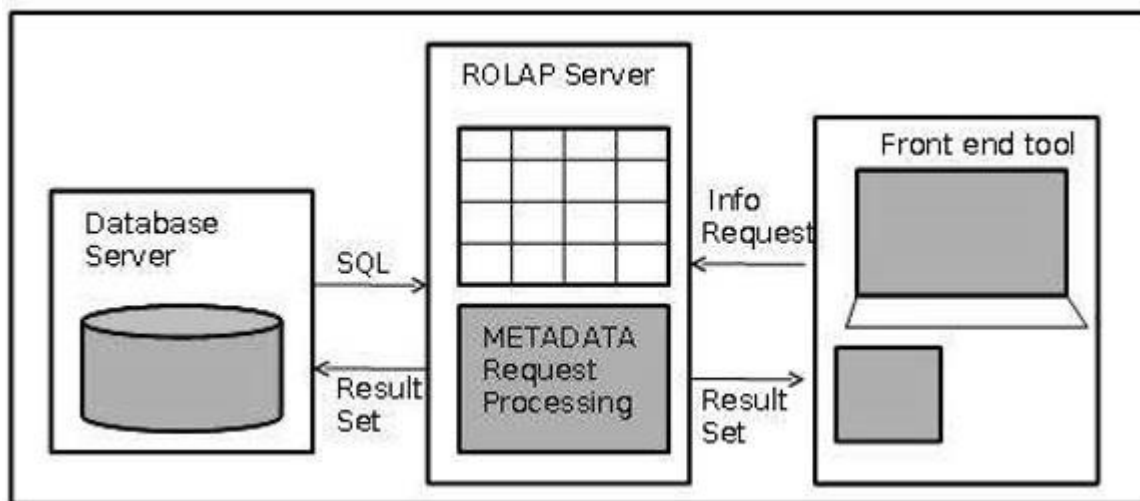 Database
Server
SQL
Result
Set
ROLAP Server
METADATA
Request
Processing
Info
Request
Result
Set
Front end tool